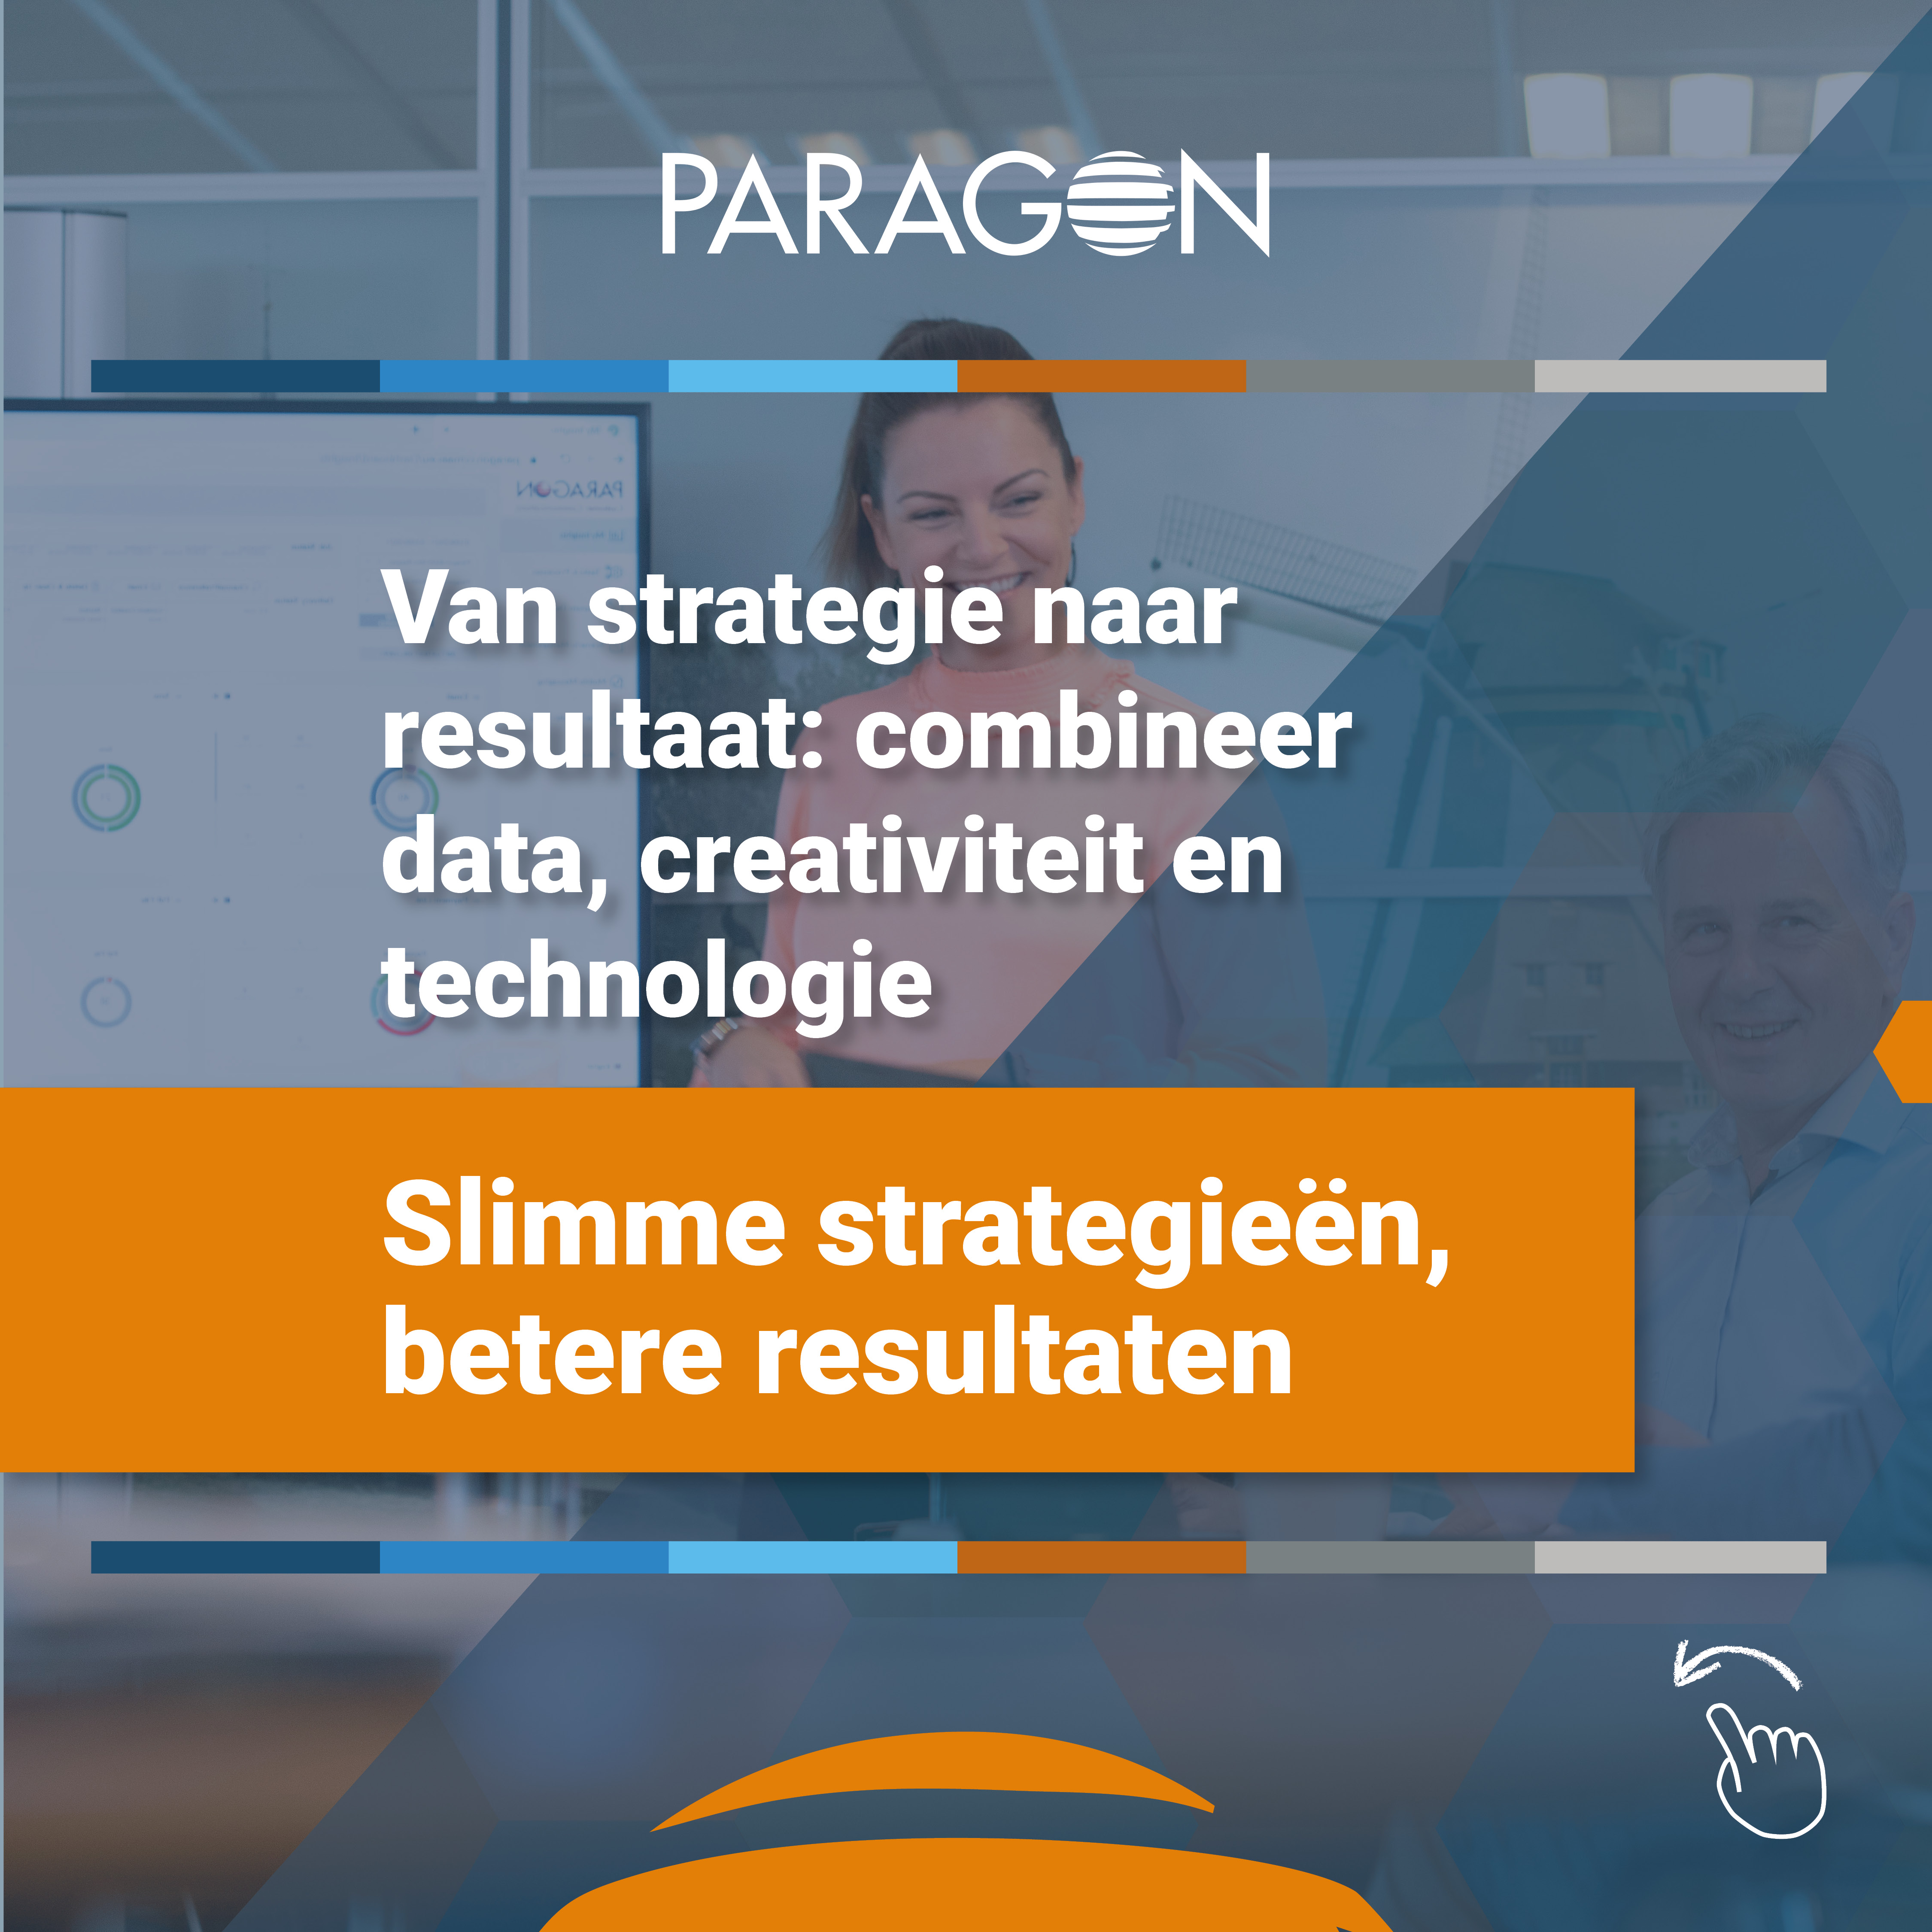 PARAGON
Van strategie naar
resultaat: combineer
data, creativiteit en
technologie
Slimme strategieën,
betere resultaten